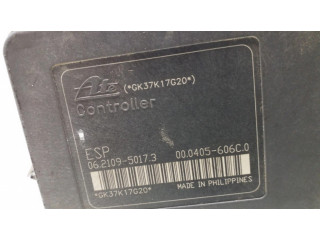 Ate (*GK37K17G20*)
Controller
ESP
06.2109-5017.3 00.0405-606C.0
*GK37K17G20*
MADE IN PHILIPPINES